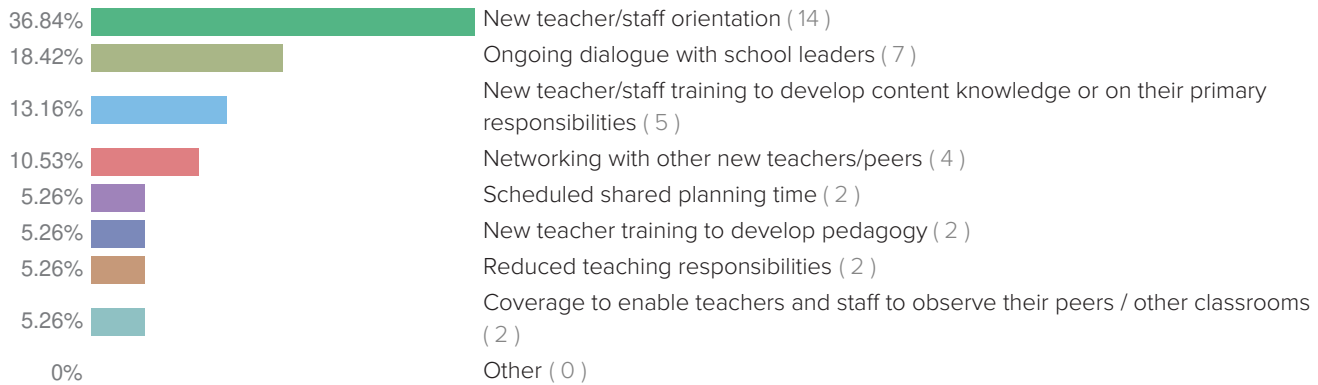 36.84% New teacher/staff orientation ( 14 )
18.42% Ongoing dialogue with school leaders ( 7 )
13.16% New teacher/staff training to develop content knowledge or on their primary
responsibilities ( 5 )
10.53% Networking with other new teachers/peers ( 4 )
5.26% Scheduled shared planning time ( 2 )
5.26% New teacher training to develop pedagogy ( 2 )
5.26% Reduced teaching responsibilities ( 2 )
5.26% Coverage to enable teachers and staff to observe their peers / other classrooms
( 2 )
0% Other ( 0 )